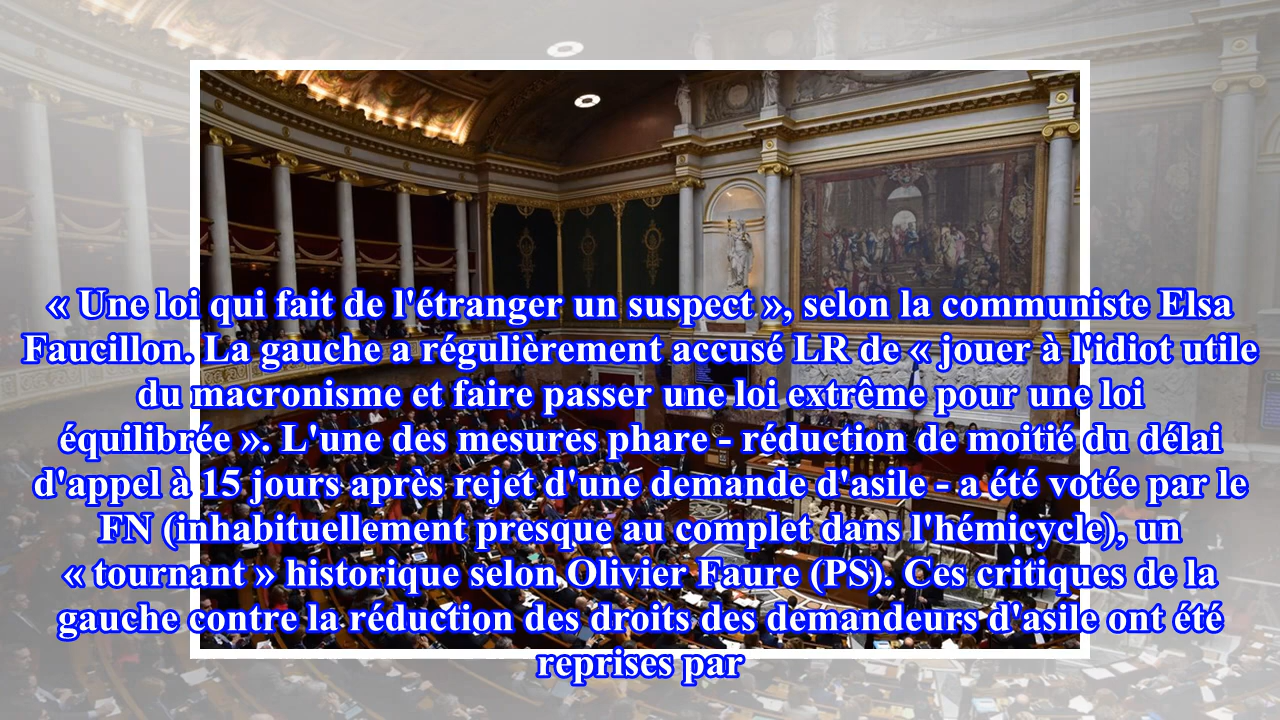 « Une loi qui fait de l'étranger un suspect », selon la communiste Elsa
Faucillon. La gauche a régulièrement accusé LR de « jouer à l'idiot utile
du macronisme et faire passer une loi extrême pour une loi
équilibrée ». L'une des mesures phare - réduction de moitié du délai
d'appel à 15 jours après rejet d'une demande d'asile - a été votée par le
FN (inhabituellement presque au complet dans l'hémicycle), un
« tournant » historique selon Olivier Faure (PS). Ces critiques de la
gauche contre la réduction des droits des demandeurs d'asile ont été
reprises par